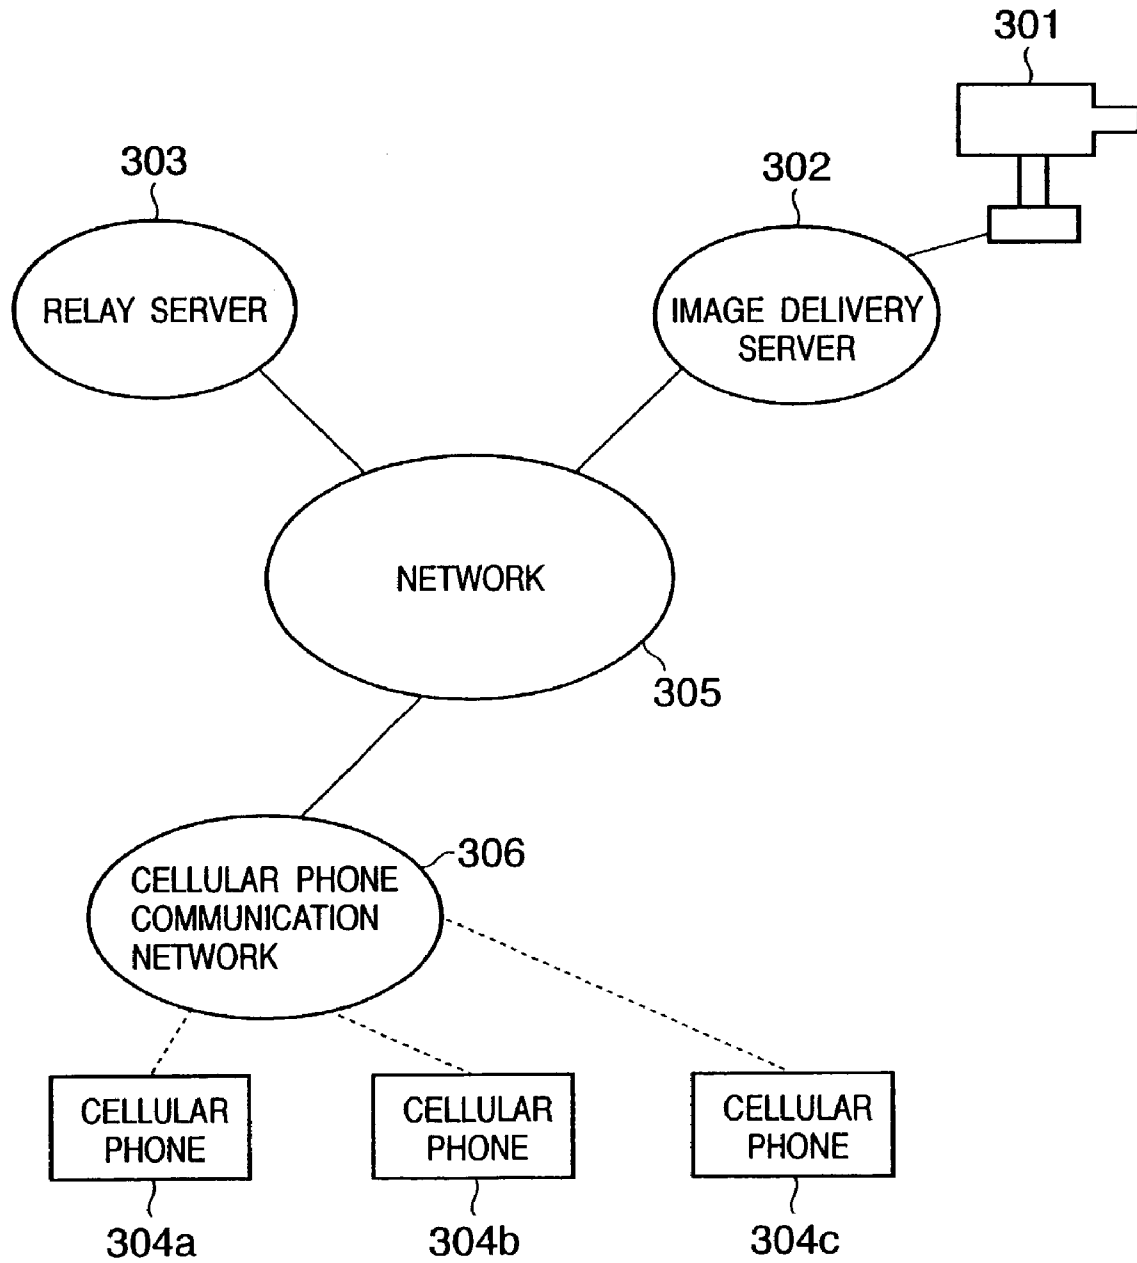 301
303
302
RELAY SERVER
IMAGE DELIVERY
SERVER
NETWORK
305
306
CELLULAR PHONE
COMMUNICATION
NETWORK
CELLULAR
PHONE
CELLULAR
PHONE
CELLULAR
PHONE
304a
304b
304c